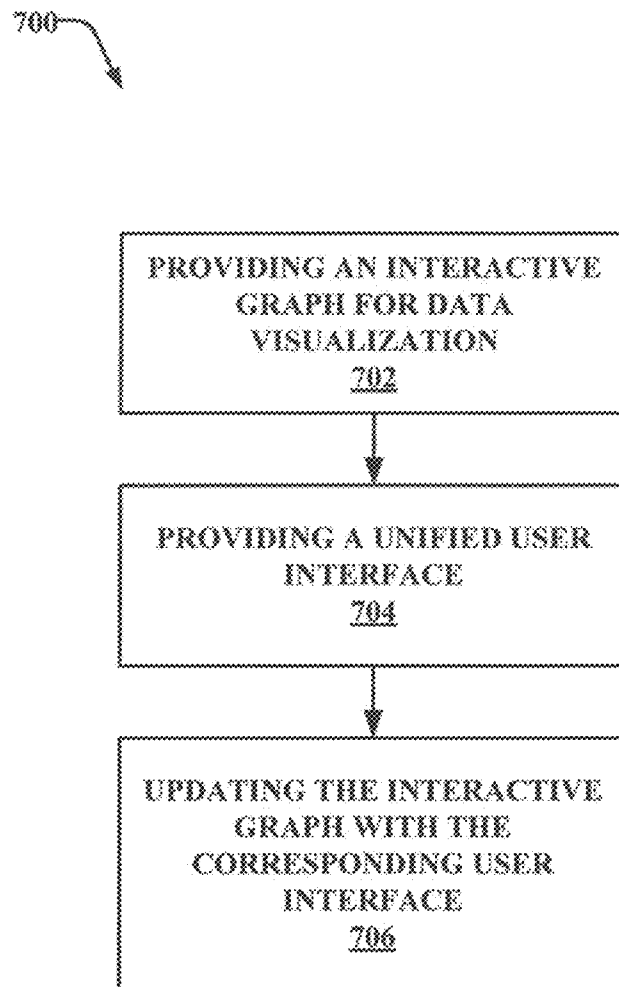 700
PROVIDING AN INTERACTIVE
GRAPH FOR DATA
VISUALIZATION
702
PROVIDING A UNIFIED USER
INTERFACE
704
UPDATING THE INTERACTIVE
GRAPH WITH THE
CORRESPONDING USER
INTERFACE
706